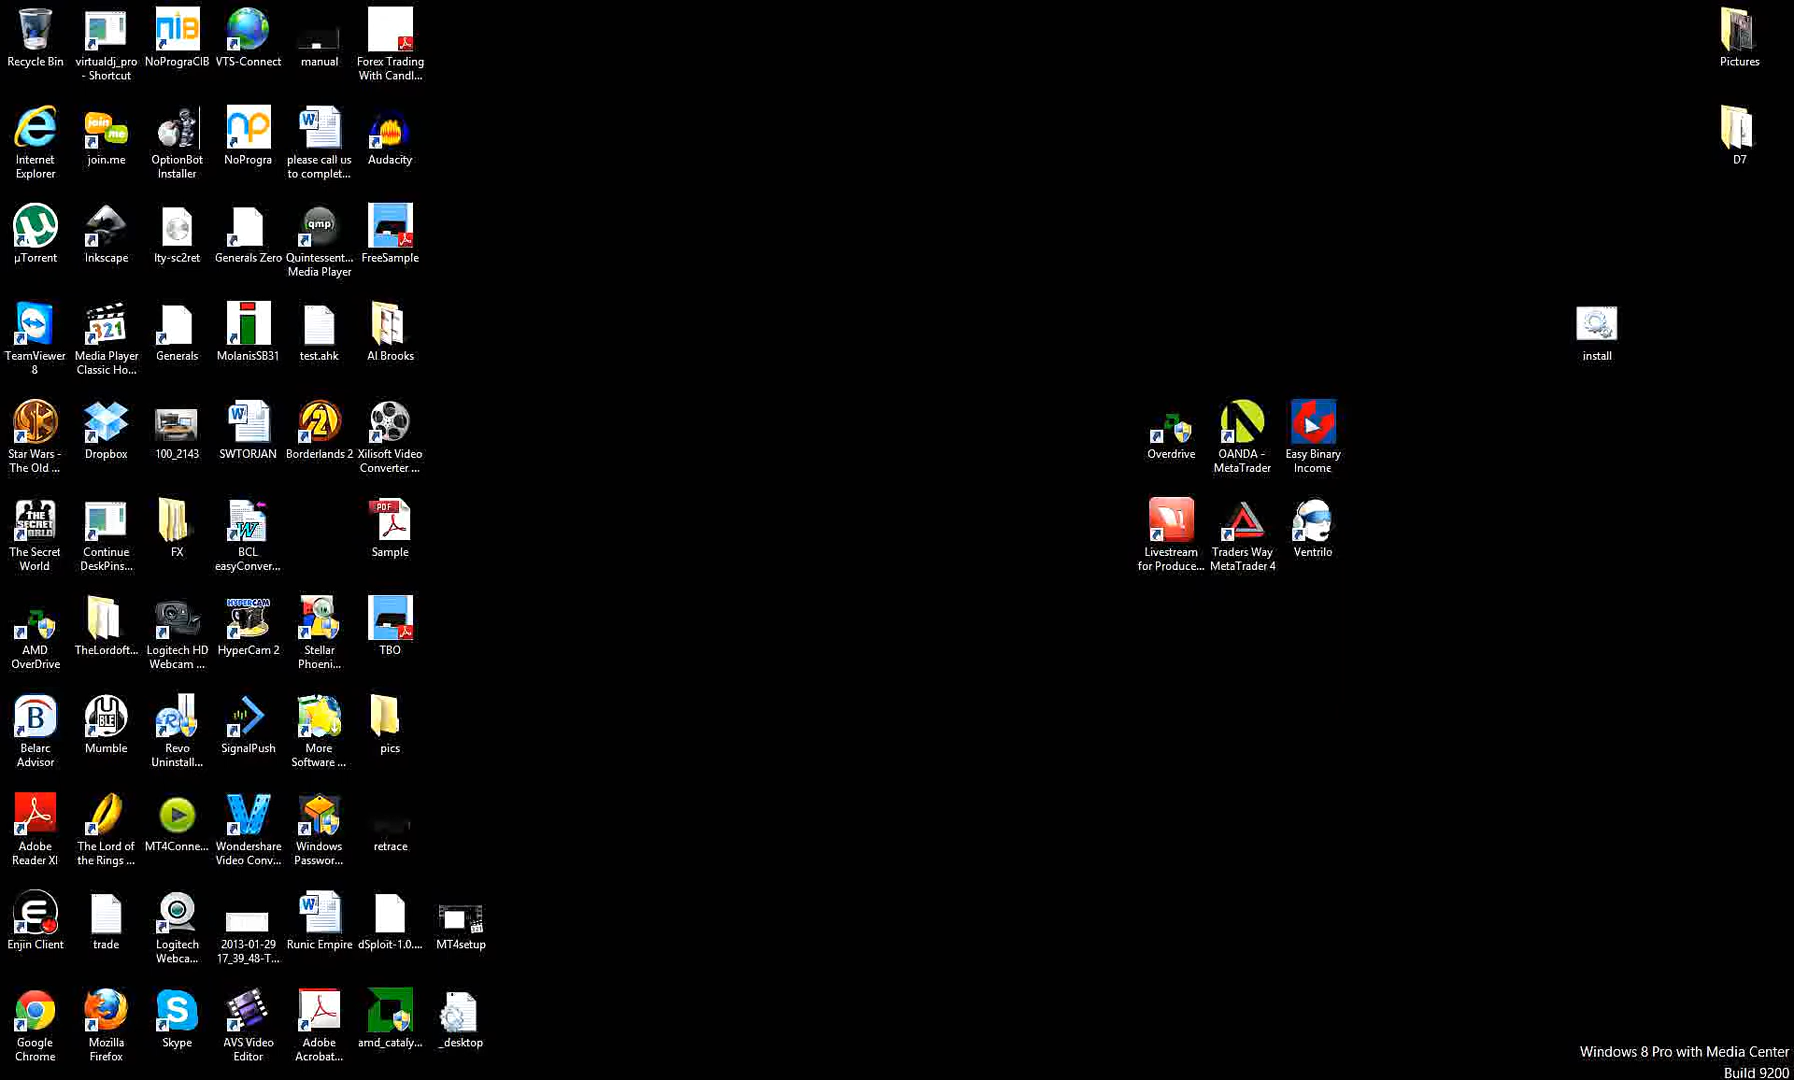 Recycle Bin
virtualdj_pro
- Shortcut
NoPrograCIB
VTS-Connect
manual
Forex Trading
With Candl...
Pictures
Internet
Explorer
join.me
OptionBot
Installer
np
NoProgra
please call us
to complet...
Audacity
D7
µTorrent
Inkscape
lty-sc2ret
Generals Zero
(qmp)
Quintessent...
Media Player
FreeSample
TeamViewer
8
321
Media Player
Classic Ho...
Generals
MolanisSB31
test.ahk
Al Brooks
install
Star Wars -
The Old ...
Dropbox
100_2143
SWTORJAN
Borderlands 2
Xilisoft Video
Converter ...
Overdrive
OANDA -
MetaTrader
Easy Binary
Income
THE
SECRET
WORLD
The Secret
World
Continue
DeskPins...
FX
BCL
easyConver...
PDF
Sample
Livestream
for Produce...
Traders Way
MetaTrader 4
Ventrilo
AMD
OverDrive
TheLordoft...
Logitech HD
Webcam ...
HYPERCAM
HyperCam 2
Stellar
Phoeni...
TBO
Belarc
Advisor
Mumble
Revo
Uninstall...
SignalPush
More
Software ...
pics
Adobe
Reader XI
The Lord of
the Rings ...
MT4Conne...
Wondershare
Video Conv...
Windows
Passwor...
retrace
Enjin Client
trade
Logitech
Webca...
2013-01-29
17_39_48-T...
Runic Empire
dSploit-1.0....
MT4setup
Google
Chrome
Mozilla
Firefox
Skype
AVS Video
Editor
Adobe
Acrobat...
amd_cataly...
_desktop
Windows 8 Pro with Media Center
Build 9200